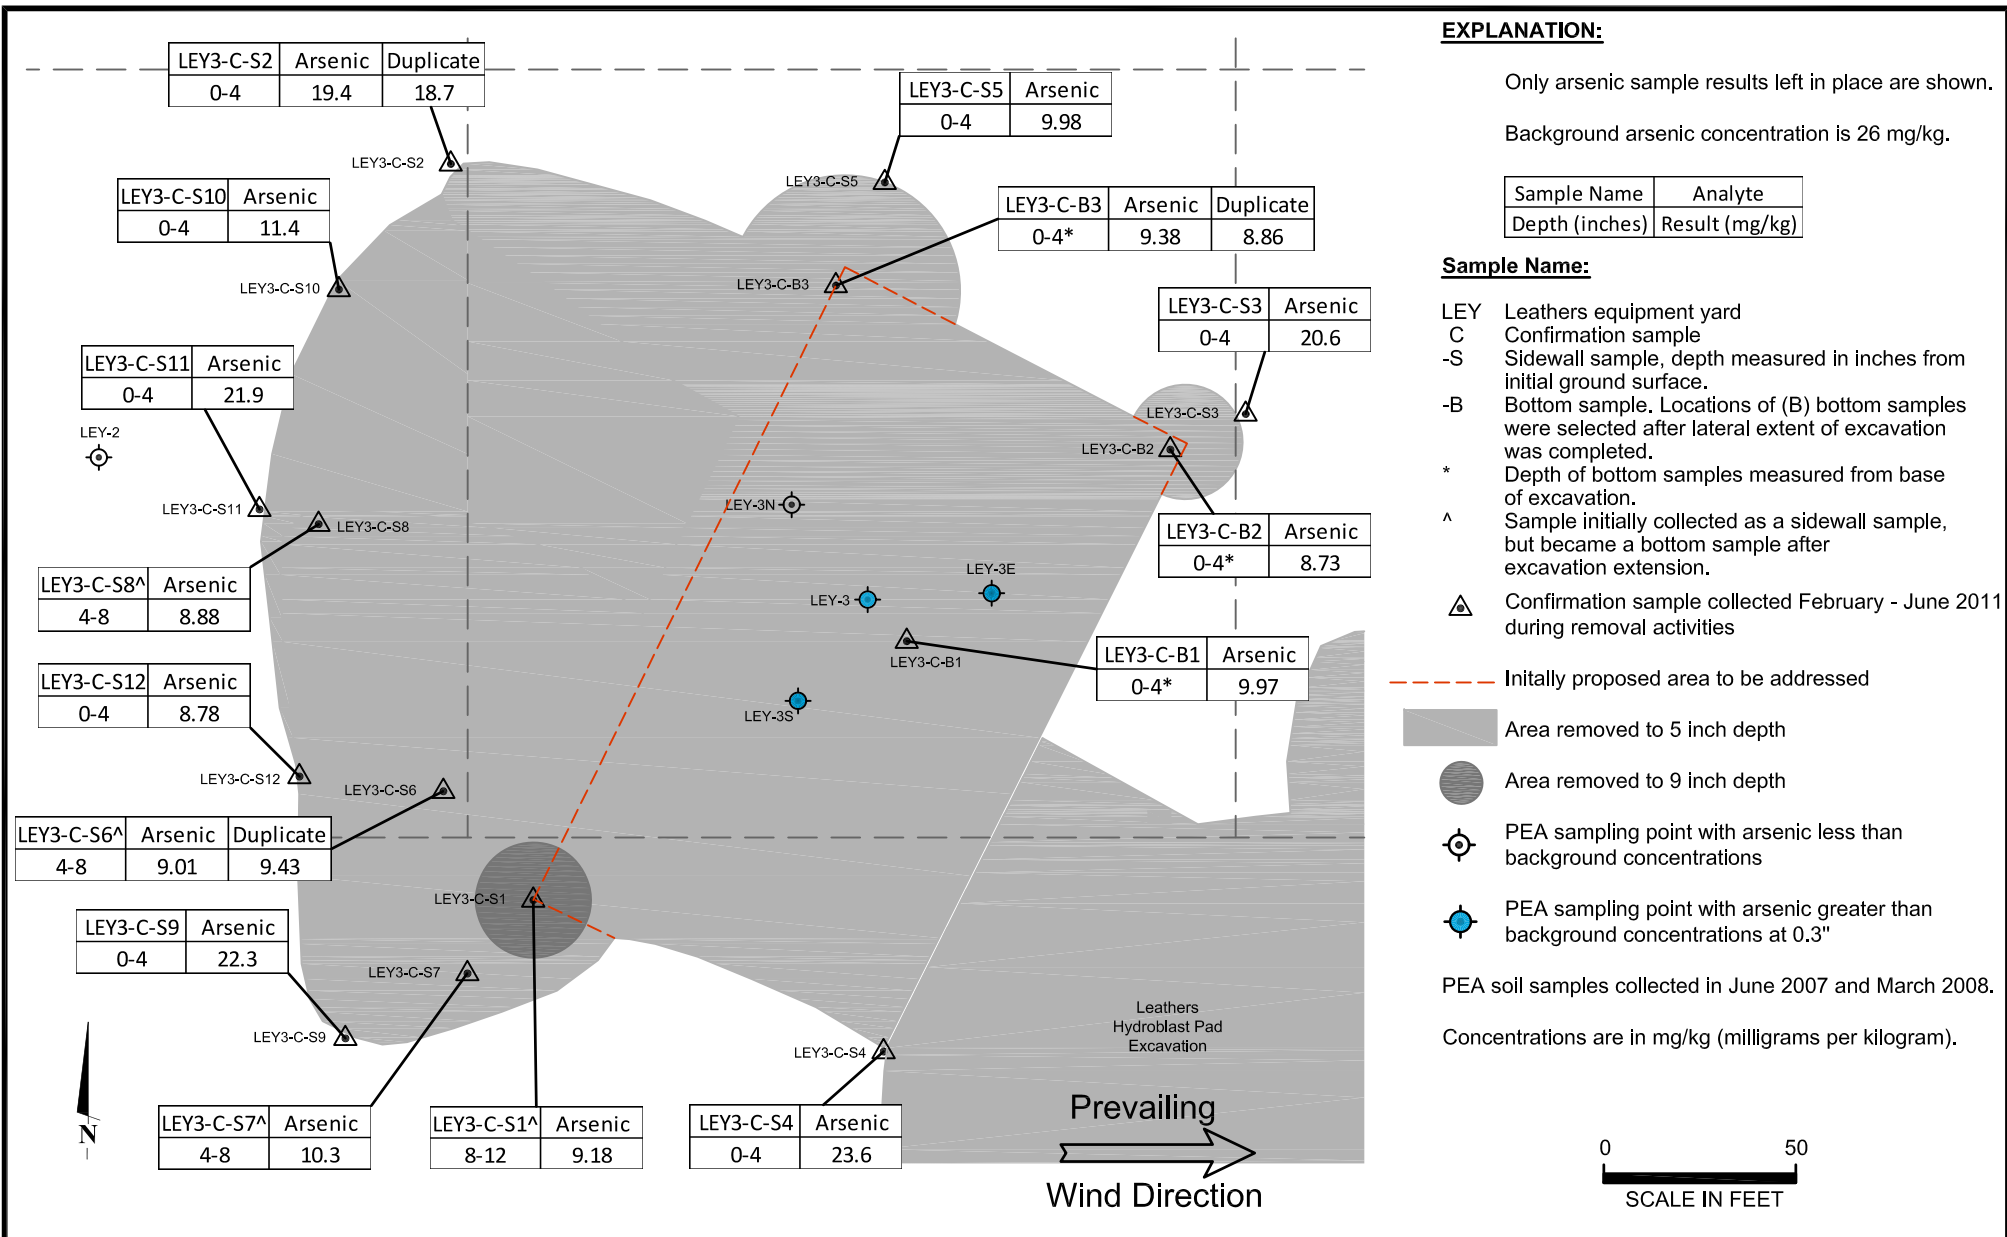 LEY3-C-S2 Arsenic Duplicate
0-4 19.4 18.7
LEY3-C-S2
LEY3-C-S5 Arsenic
0-4 9.98
LEY3-C-S5
LEY3-C-S10 Arsenic
0-4 11.4
LEY3-C-S10
LEY3-C-B3 Arsenic Duplicate
0-4* 9.38 8.86
LEY3-C-B3
LEY3-C-S3 Arsenic
0-4 20.6
LEY3-C-S3
LEY3-C-S11 Arsenic
0-4 21.9
LEY-2
LEY3-C-S11
LEY3-C-S8
LEY3-C-B2
LEY-3N
LEY3-C-B2 Arsenic
0-4* 8.73
LEY3-C-S8^ Arsenic
4-8 8.88
LEY-3E
LEY-3
LEY3-C-B1
LEY3-C-B1 Arsenic
0-4* 9.97
LEY3-C-S12 Arsenic
0-4 8.78
LEY-3S
LEY3-C-S12
LEY3-C-S6
LEY3-C-S6^ Arsenic Duplicate
4-8 9.01 9.43
LEY3-C-S1
LEY3-C-S9 Arsenic
0-4 22.3
LEY3-C-S7
LEY3-C-S9
LEY3-C-S4
Leathers
Hydroblast Pad
Excavation
N
LEY3-C-S7^ Arsenic
4-8 10.3
LEY3-C-S1^ Arsenic
8-12 9.18
LEY3-C-S4 Arsenic
0-4 23.6
Prevailing
Wind Direction
EXPLANATION:
Only arsenic sample results left in place are shown.
Background arsenic concentration is 26 mg/kg.
Sample Name Analyte
Depth (inches) Result (mg/kg)
Sample Name:
LEY Leathers equipment yard
C Confirmation sample
-S Sidewall sample, depth measured in inches from
initial ground surface.
-B Bottom sample. Locations of (B) bottom samples
were selected after lateral extent of excavation
was completed.
* Depth of bottom samples measured from base
of excavation.
^ Sample initially collected as a sidewall sample,
but became a bottom sample after
excavation extension.
Confirmation sample collected February - June 2011
during removal activities
Initally proposed area to be addressed
Area removed to 5 inch depth
Area removed to 9 inch depth
PEA sampling point with arsenic less than
background concentrations
PEA sampling point with arsenic greater than
background concentrations at 0.3"
PEA soil samples collected in June 2007 and March 2008.
Concentrations are in mg/kg (milligrams per kilogram).
0 50
SCALE IN FEET